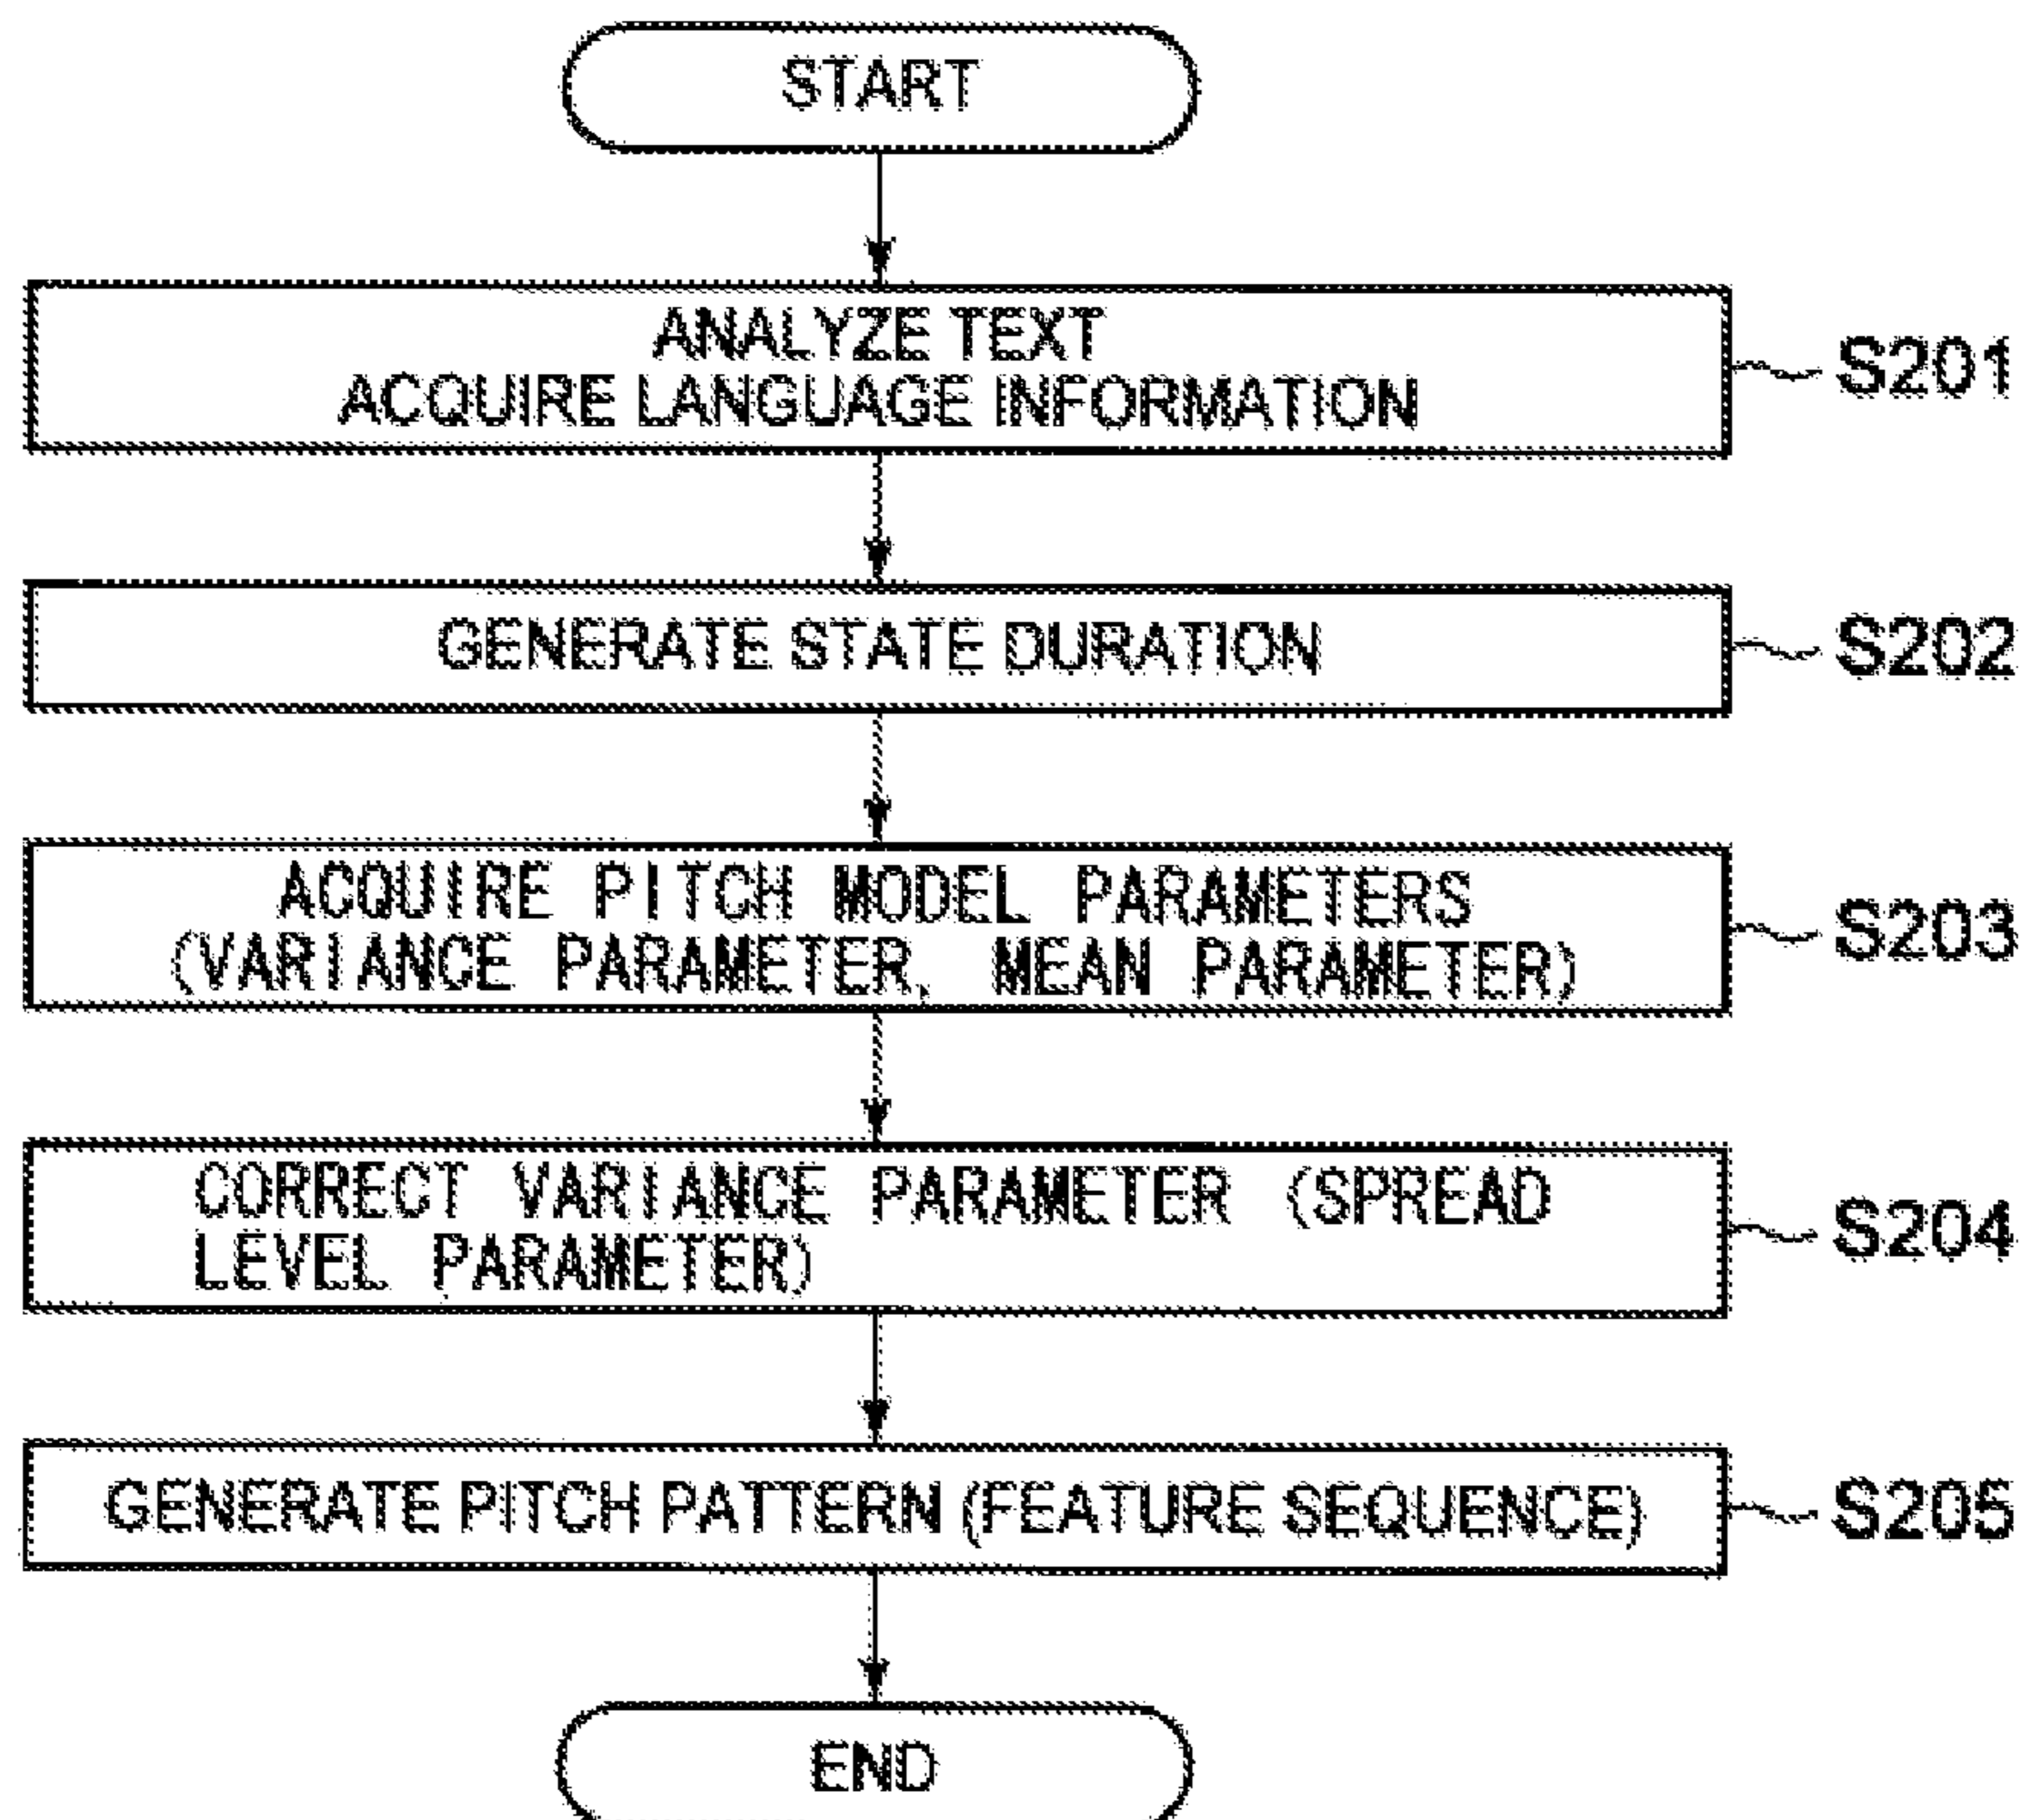 START
ANALYZE TEXT
ACQUIRE LANGUAGE INFORMATION
S201
GENERATE STATE DURATION
S202
ACQUIRE PITCH MODEL PARAMETERS
(VARIANCE PARAMETER, MEAN PARAMETER)
S203
CORRECT VARIANCE PARAMETER (SPREAD
LEVEL PARAMETER)
S204
GENERATE PITCH PATTERN (FEATURE SEQUENCE)
S205
END